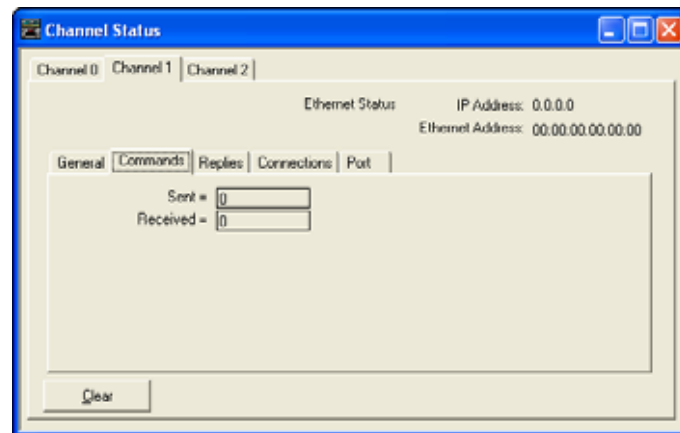 Channel Status
Channel 0 Channel 1 Channel 2
Ethernet Status IP Address: 0.0.0.0
Ethernet Address: 00:00:00:00:00:00
General Commands Replies Connections Port
Sent = 0
Received = 0
Clear